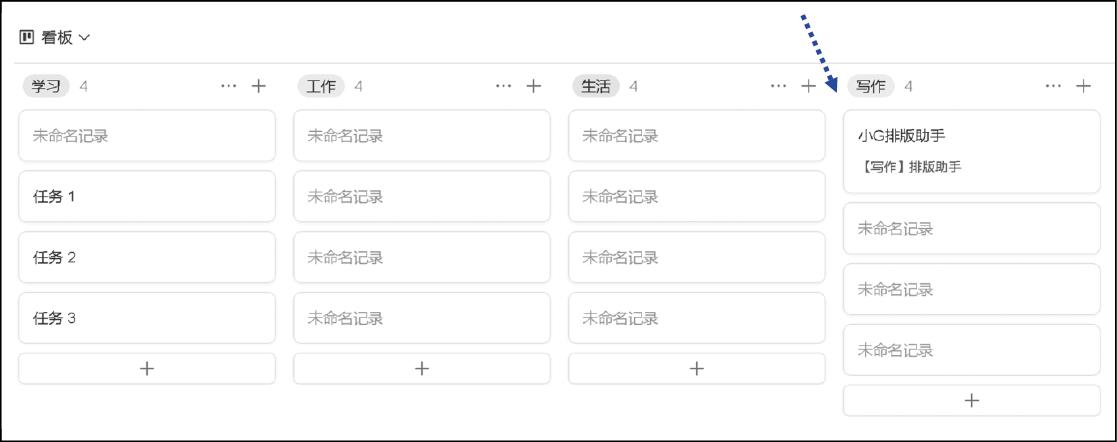 看板
学习 4 ··· +
未命名记录
任务 1
任务 2
任务 3
+
工作 4 ··· +
未命名记录
未命名记录
未命名记录
未命名记录
+
生活 4 ··· +
未命名记录
未命名记录
未命名记录
未命名记录
+
写作 4 ··· +
小G排版助手
【写作】排版助手
未命名记录
未命名记录
未命名记录
+